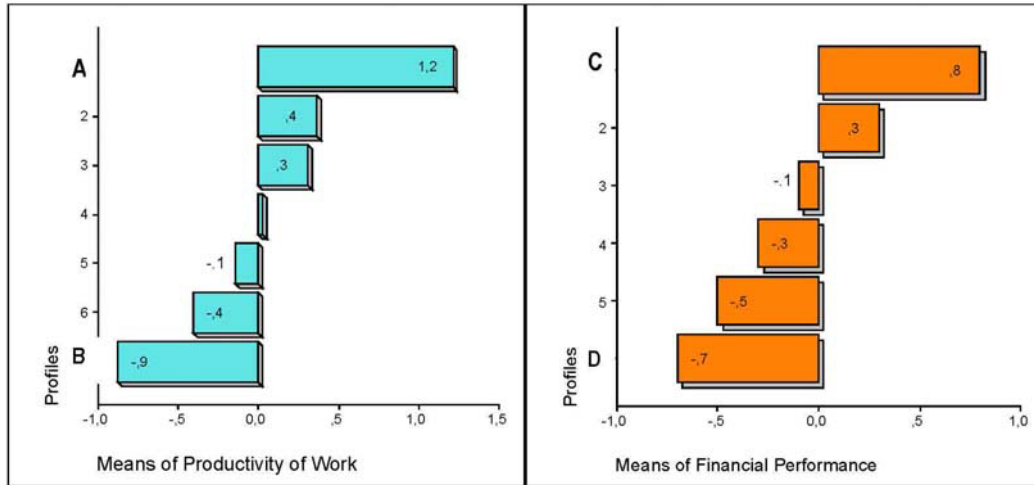 A
1,2
2
,4
3
,3
4
5
-.1
6
-,4
B
-,9
Profiles
-1,0 -,5 0,0 ,5 1,0 1,5
Means of Productivity of Work
C
,8
2
,3
3
-.1
4
-,3
5
-,5
D
-,7
Profiles
-1,0 -,5 0,0 ,5 1,0
Means of Financial Performance